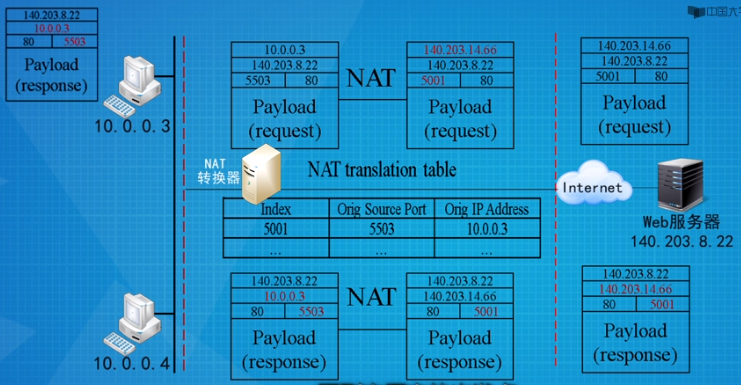 中国大
140.203.8.22
10.0.0.3
80 5503
Payload
(response)
10.0.0.3
10.0.0.3
140.203.8.22
5503 80
Payload
(request)
NAT
140.203.14.66
140.203.8.22
5001 80
Payload
(request)
140.203.14.66
140.203.8.22
5001 80
Payload
(request)
NAT
转换器
NAT translation table
Index Orig Source Port Orig IP Address
5001 5503 10.0.0.3
... ... ...
Internet
Web服务器
140.203.8.22
10.0.0.4
140.203.8.22
10.0.0.3
80 5503
Payload
(response)
NAT
140.203.8.22
140.203.14.66
80 5001
Payload
(response)
140.203.8.22
140.203.14.66
80 5001
Payload
(response)